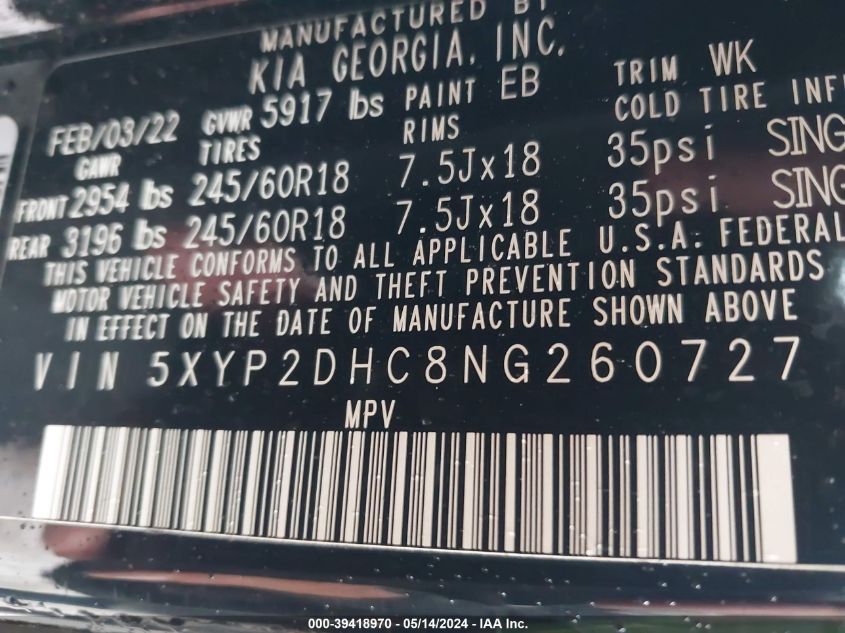 MANUFACTURED BY
KIA GEORGIA, INC.
FEB/03/22 GVWR 5917 lbs PAINT EB TRIM WK
GAWR TIRES RIMS COLD TIRE INF
FRONT 2954 lbs 245/60R18 7.5Jx18 35psi SING
REAR 3196 lbs 245/60R18 7.5Jx18 35psi SING
THIS VEHICLE CONFORMS TO ALL APPLICABLE U.S.A. FEDERAL
MOTOR VEHICLE SAFETY AND THEFT PREVENTION STANDARDS
IN EFFECT ON THE DATE OF MANUFACTURE SHOWN ABOVE
VIN 5XYP2DHC8NG260727
MPV
000-39418970 - 05/14/2024 - IAA Inc.